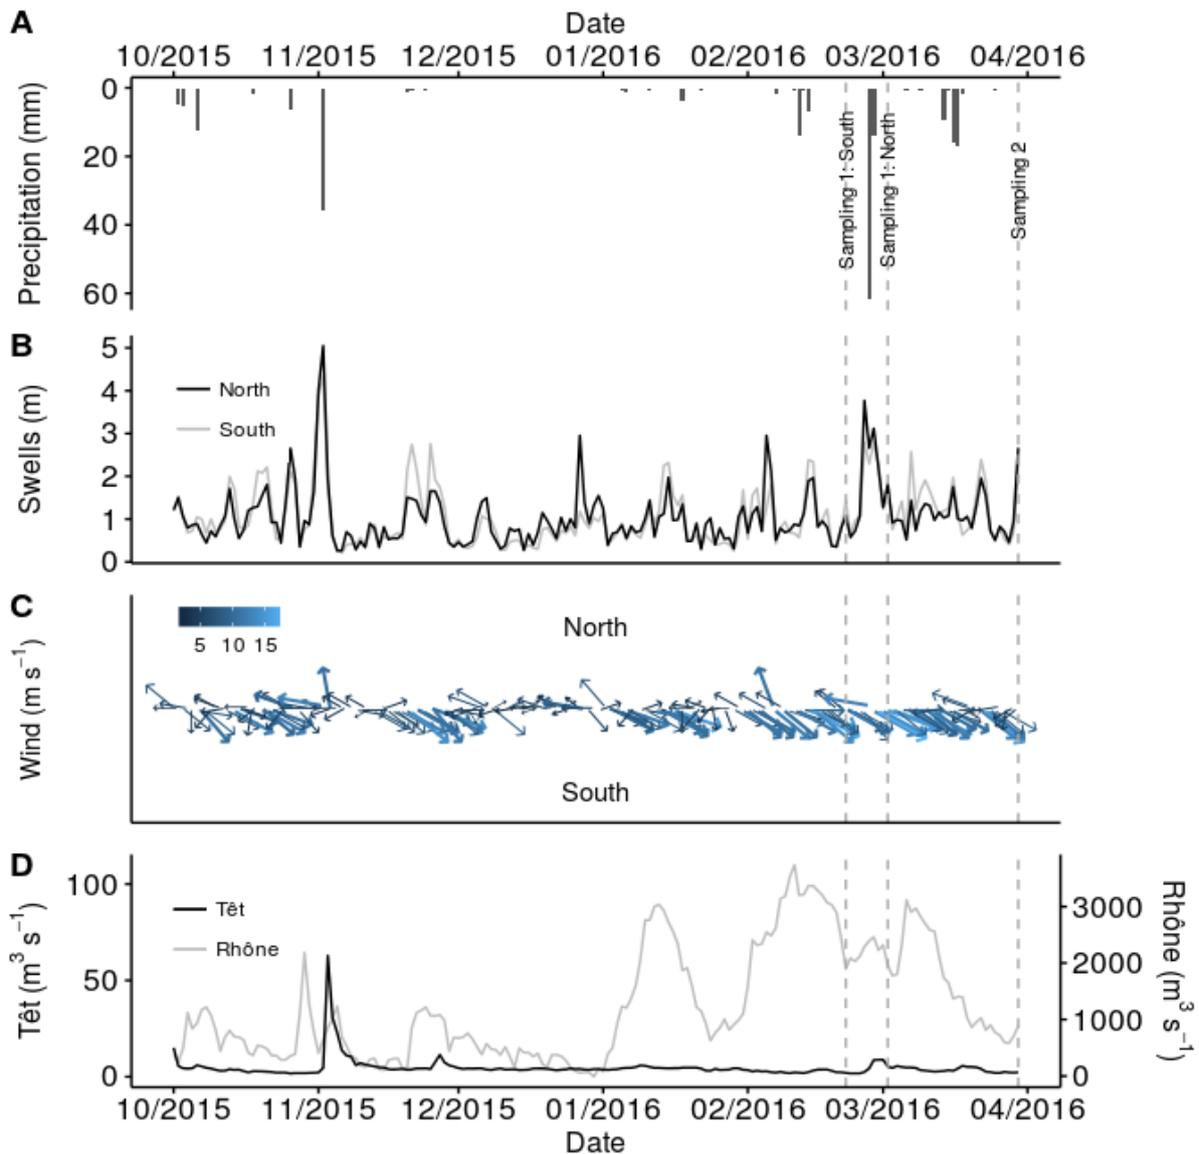 A
Date
10/2015 11/2015 12/2015 01/2016 02/2016 03/2016 04/2016
Precipitation (mm)
0
20
40
60
Sampling 1: South
Sampling 1: North
Sampling 2
B
Swells (m)
5
4
3
2
1
0
North
South
C
Wind (m s⁻¹)
5 10 15
North
South
D
Têt (m³ s⁻¹)
100
50
0
Têt
Rhône
3000
2000
1000
0
Rhône (m³ s⁻¹)
10/2015 11/2015 12/2015 01/2016 02/2016 03/2016 04/2016
Date